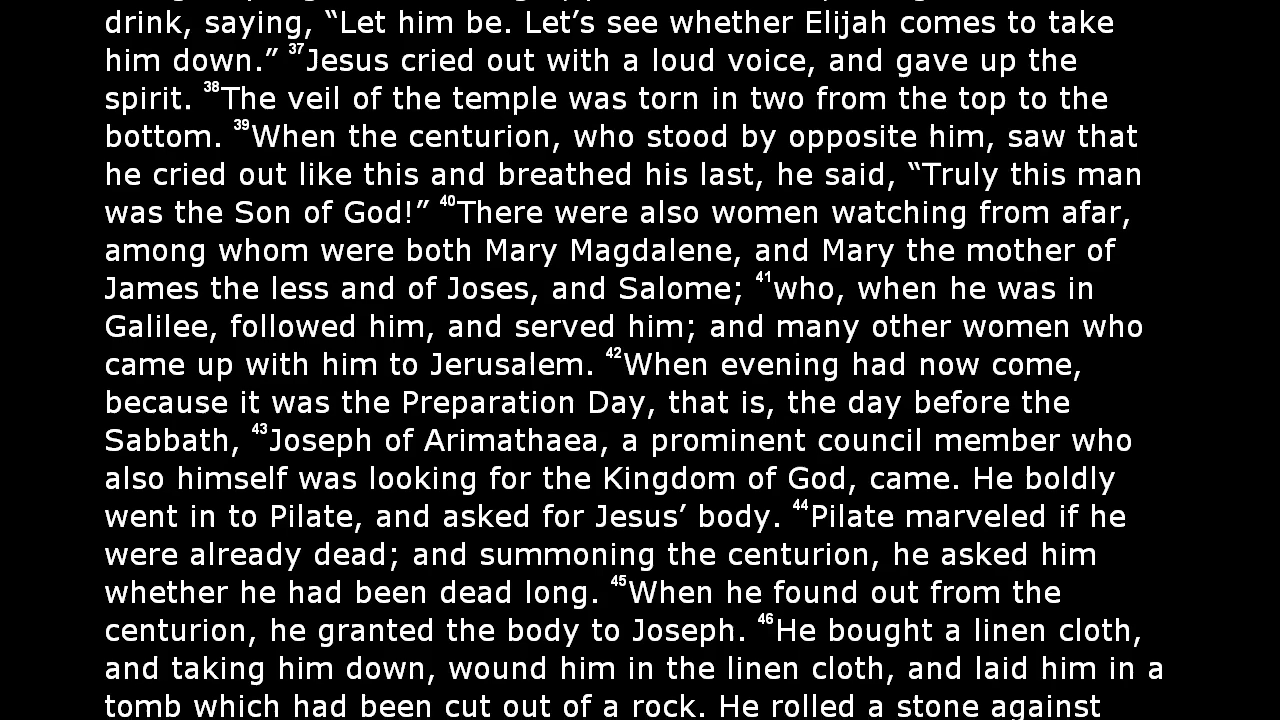 drink, saying, “Let him be. Let’s see whether Elijah comes to take
him down.” 37Jesus cried out with a loud voice, and gave up the
spirit. 38The veil of the temple was torn in two from the top to the
bottom. 39When the centurion, who stood by opposite him, saw that
he cried out like this and breathed his last, he said, “Truly this man
was the Son of God!” 40There were also women watching from afar,
among whom were both Mary Magdalene, and Mary the mother of
James the less and of Joses, and Salome; 41who, when he was in
Galilee, followed him, and served him; and many other women who
came up with him to Jerusalem. 42When evening had now come,
because it was the Preparation Day, that is, the day before the
Sabbath, 43Joseph of Arimathaea, a prominent council member who
also himself was looking for the Kingdom of God, came. He boldly
went in to Pilate, and asked for Jesus’ body. 44Pilate marveled if he
were already dead; and summoning the centurion, he asked him
whether he had been dead long. 45When he found out from the
centurion, he granted the body to Joseph. 46He bought a linen cloth,
and taking him down, wound him in the linen cloth, and laid him in a
tomb which had been cut out of a rock. He rolled a stone against